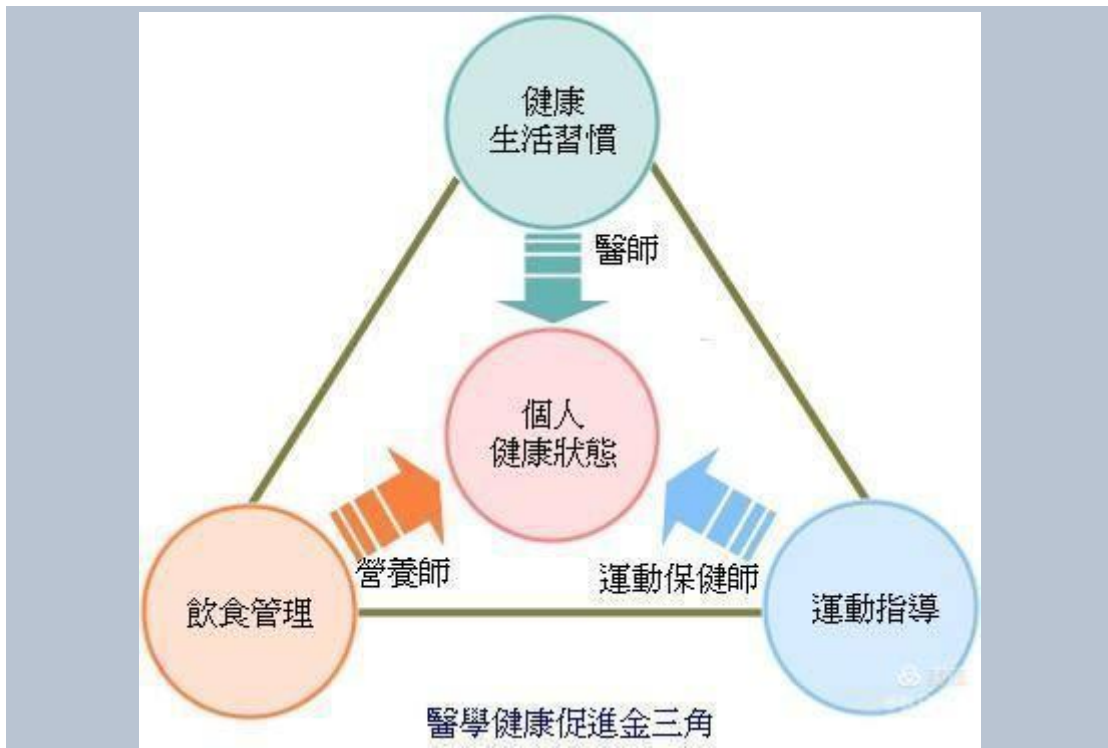 健康
生活習慣
醫師
個人
健康狀態
營養師
運動保健師
飲食管理
運動指導
醫學健康促進金三角